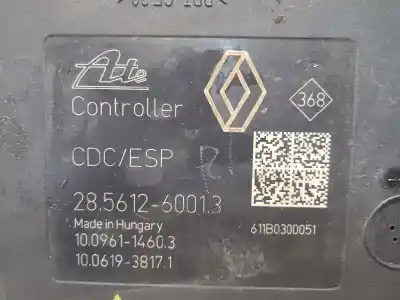 Ate
368
Controller
CDC/ESP
28.5612-6001.3
Made in Hungary
611B0300051
10.0961-1460.3
10.0619-3817.1